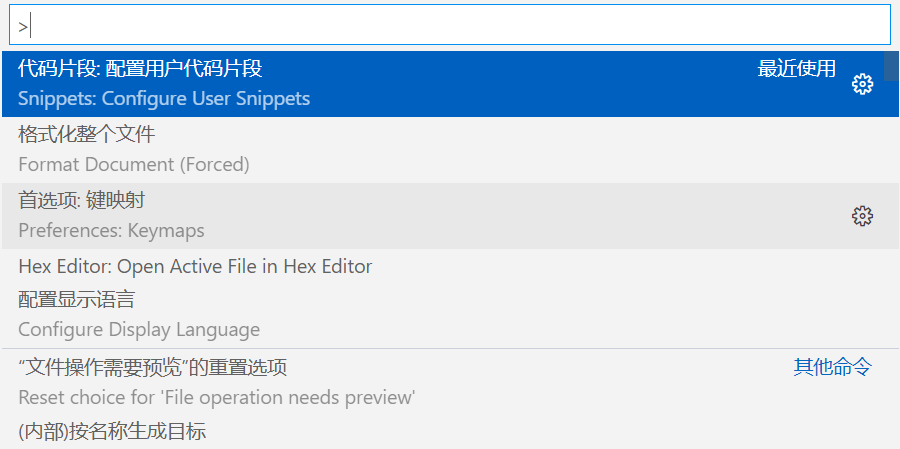 >
代码片段: 配置用户代码片段 最近使用
Snippets: Configure User Snippets
格式化整个文件
Format Document (Forced)
首选项: 键映射
Preferences: Keymaps
Hex Editor: Open Active File in Hex Editor
配置显示语言
Configure Display Language
“文件操作需要预览”的重置选项 其他命令
Reset choice for 'File operation needs preview'
(内部)按名称生成目标